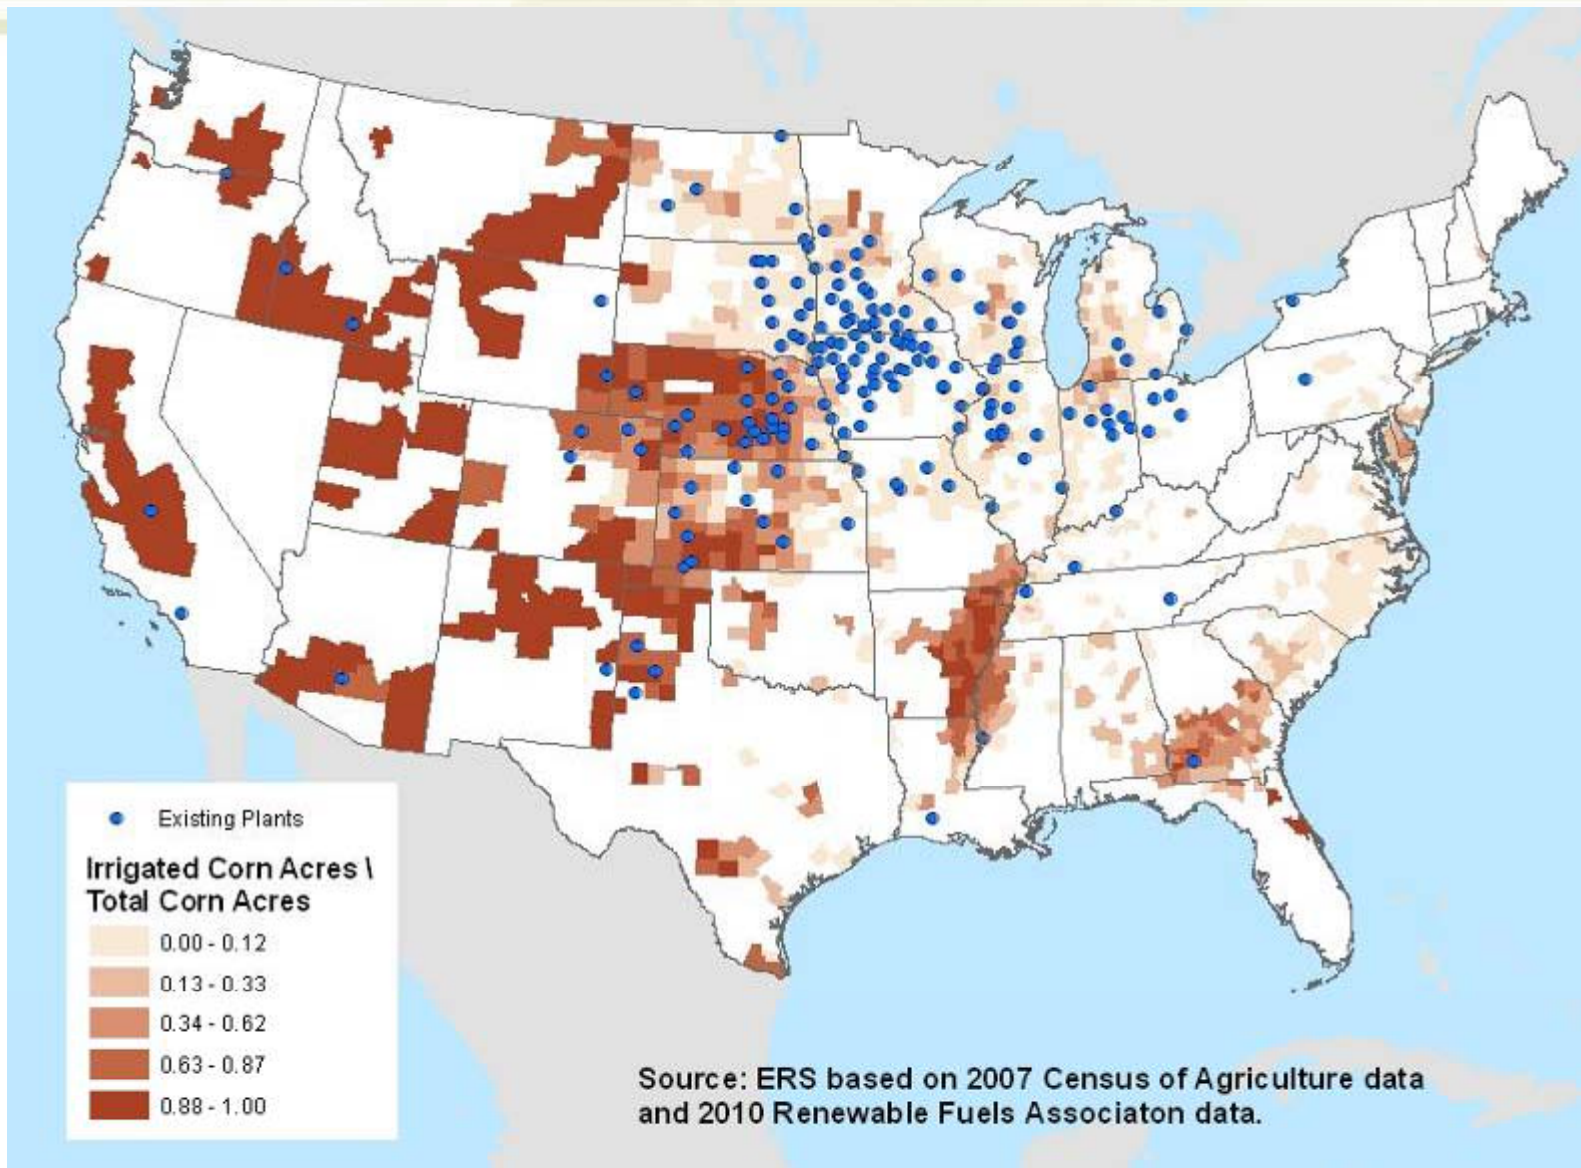 Existing Plants
Irrigated Corn Acres \
Total Corn Acres
0.00 - 0.12
0.13 - 0.33
0.34 - 0.62
0.63 - 0.87
0.88 - 1.00
Source: ERS based on 2007 Census of Agriculture data
and 2010 Renewable Fuels Associaton data.